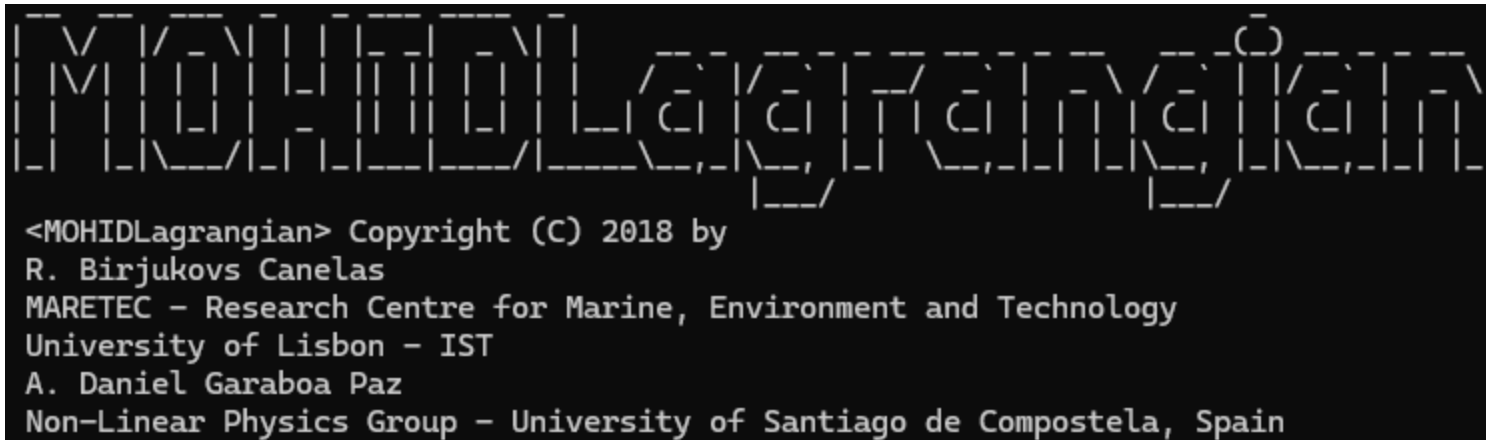 MOHIDLagrangian
<MOHIDLagrangian> Copyright (C) 2018 by
R. Birjukovs Canelas
MARETEC - Research Centre for Marine, Environment and Technology
University of Lisbon - IST
A. Daniel Garaboa Paz
Non-Linear Physics Group - University of Santiago de Compostela, Spain